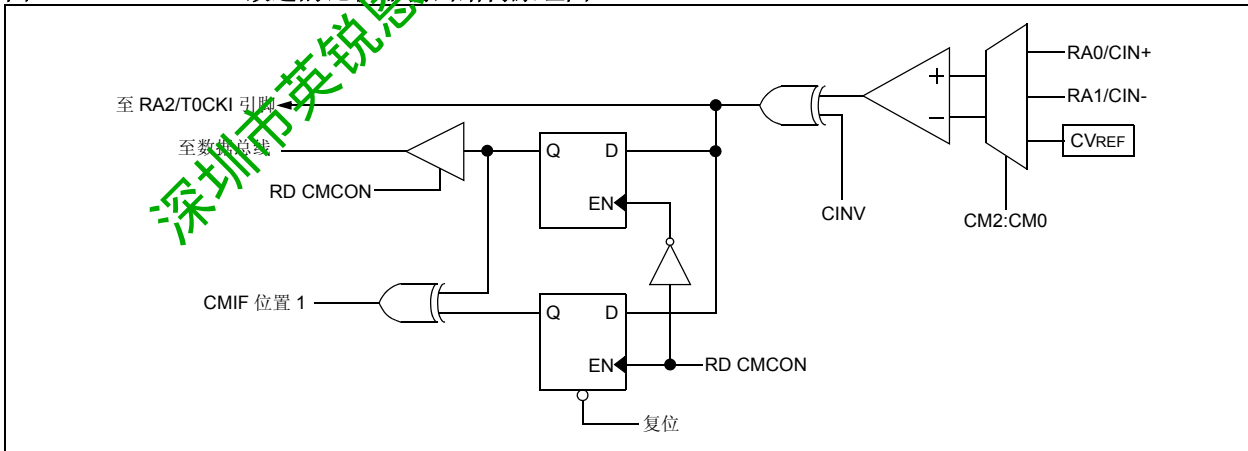 RA0/CIN+
至 RA2/T0CKI 引脚
RA1/CIN-
至数据总线
Q D
CVREF
RD CMCON
EN
CINV
CM2:CM0
CMIF 位置 1
Q D
EN
RD CMCON
复位
深圳市英锐恩